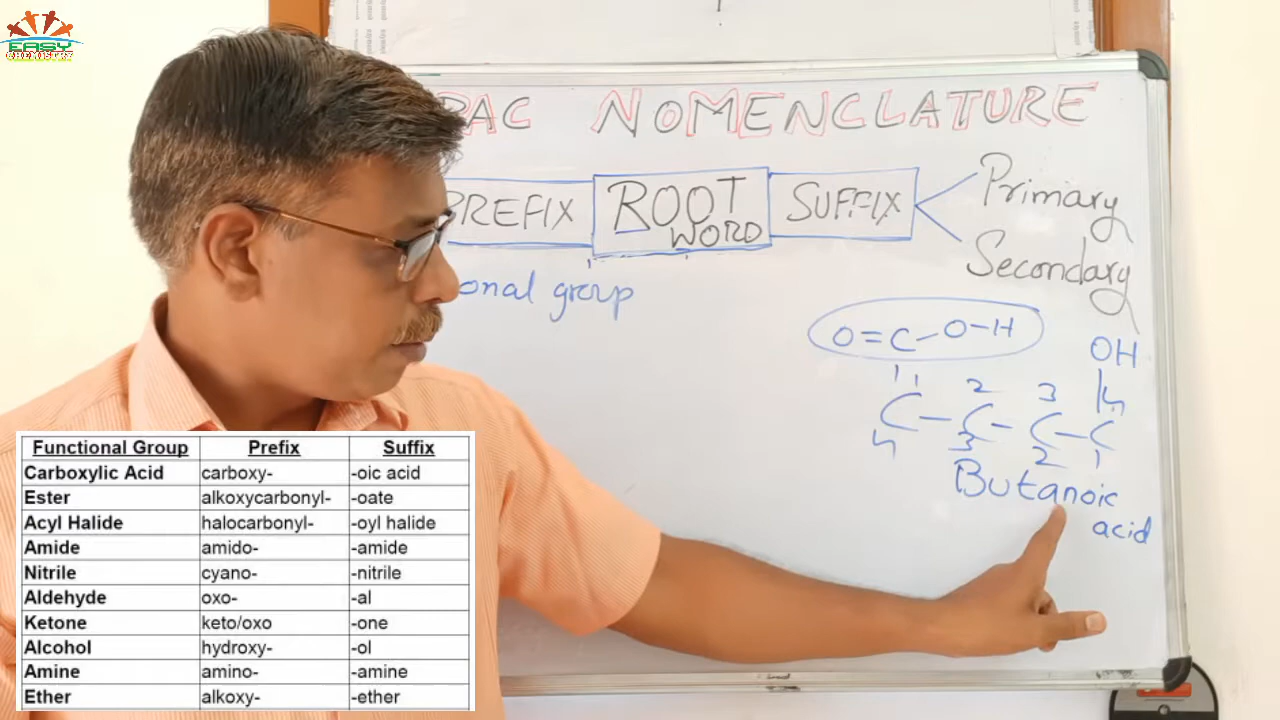 EASY
CHEMISTRY
PAC NOMENCLATURE
PREFIX ROOT WORD SUFFIX
Primary
Secondary
onal group
O=C-O-H
OH
1 2 3 4
C-C-C-C
4 3 2 1
Butanoic
acid
Functional Group Prefix Suffix
Carboxylic Acid carboxy- -oic acid
Ester alkoxycarbonyl- -oate
Acyl Halide halocarbonyl- -oyl halide
Amide amido- -amide
Nitrile cyano- -nitrile
Aldehyde oxo- -al
Ketone keto/oxo -one
Alcohol hydroxy- -ol
Amine amino- -amine
Ether alkoxy- -ether